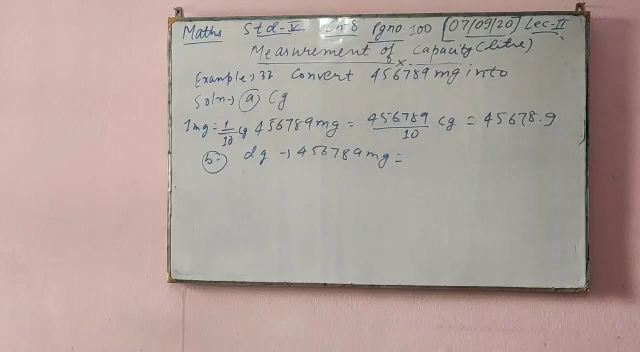 Maths Std-V Ch-8 Pg no. 100 (07/09/20) Lec-II
Measurement of Capacity (litre)
Example: 33 Convert 456789 mg into
Soln → (a) Cg
1mg = 1/10 cg 456789 mg = 456789/10 cg = 45678.9
(b) dg → 456789 mg =